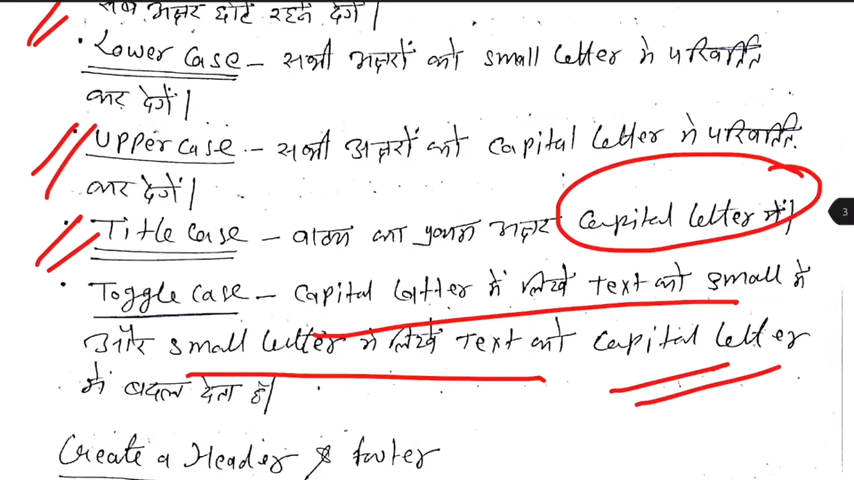 सब अक्षर छोटे रहने देगें।
• Lower case – सभी अक्षरों को small letter मे परिवर्तित
कर देगें।
• Upper case – सभी अक्षरों को Capital letter मे परिवर्तित
कर देगें।
• Title case – वाक्य का प्रथम अक्षर Capital letter में।
• Toggle case – Capital latter में लिखें Text को small में
और small letter मे लिखें Text को Capital letter
में बदल देता है।
Create a Header & footer
3